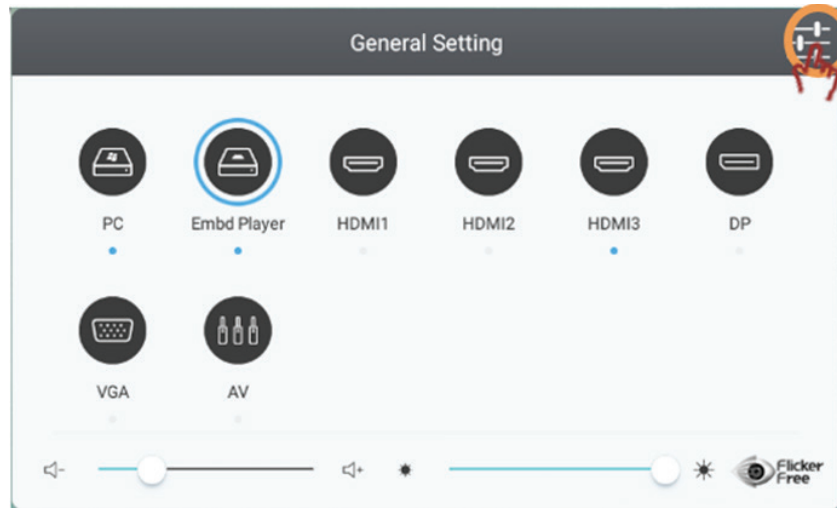 General Setting
PC
Embd Player
HDMI1
HDMI2
HDMI3
DP
VGA
AV
Flicker
Free